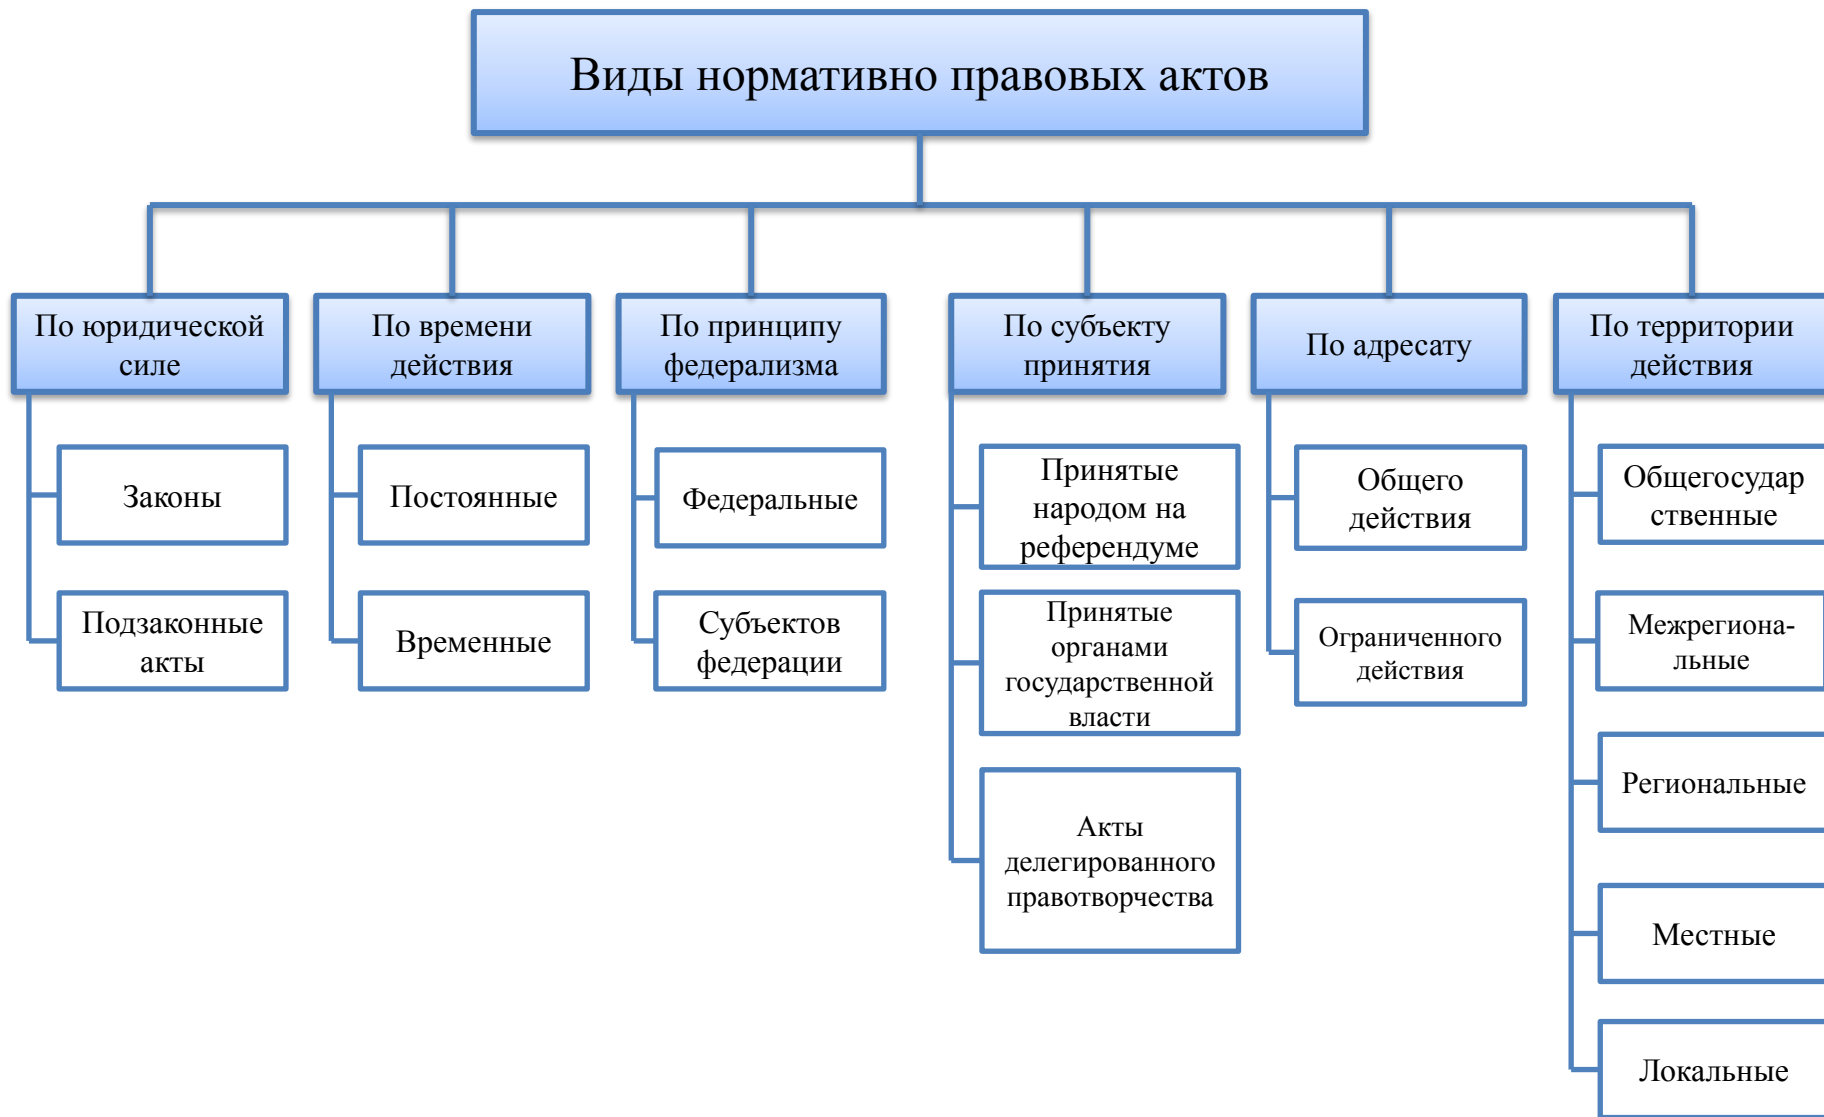 Виды нормативно правовых актов
По юридической
силе
Законы
Подзаконные
акты
По времени
действия
Постоянные
Временные
По принципу
федерализма
Федеральные
Субъектов
федерации
По субъекту
принятия
Принятые
народом на
референдуме
Принятые
органами
государственной
власти
Акты
делегированного
правотворчества
По адресату
Общего
действия
Ограниченного
действия
По территории
действия
Общегосудар
ственные
Межрегиона-
льные
Региональные
Местные
Локальные